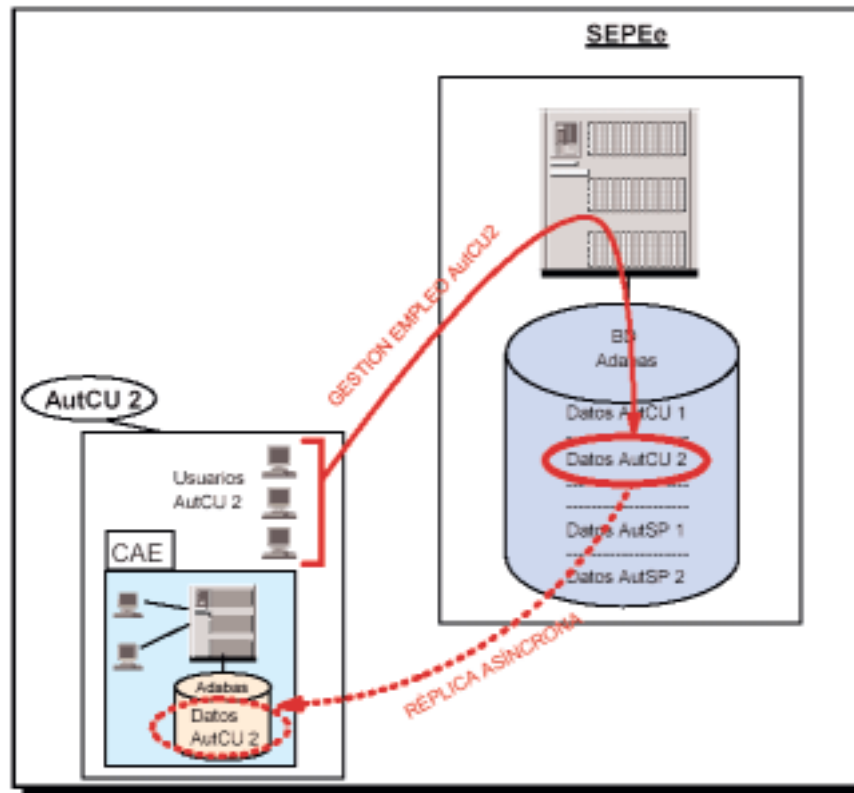 SEPEe
GESTION EMPLEO AutCU2
BD
Adabas
Datos AutCU 1
Datos AutCU 2
Datos AutSP 1
Datos AutSP 2
AutCU 2
Usuarios
AutCU 2
CAE
Adabas
Datos
AutCU 2
RÉPLICA ASÍNCRONA